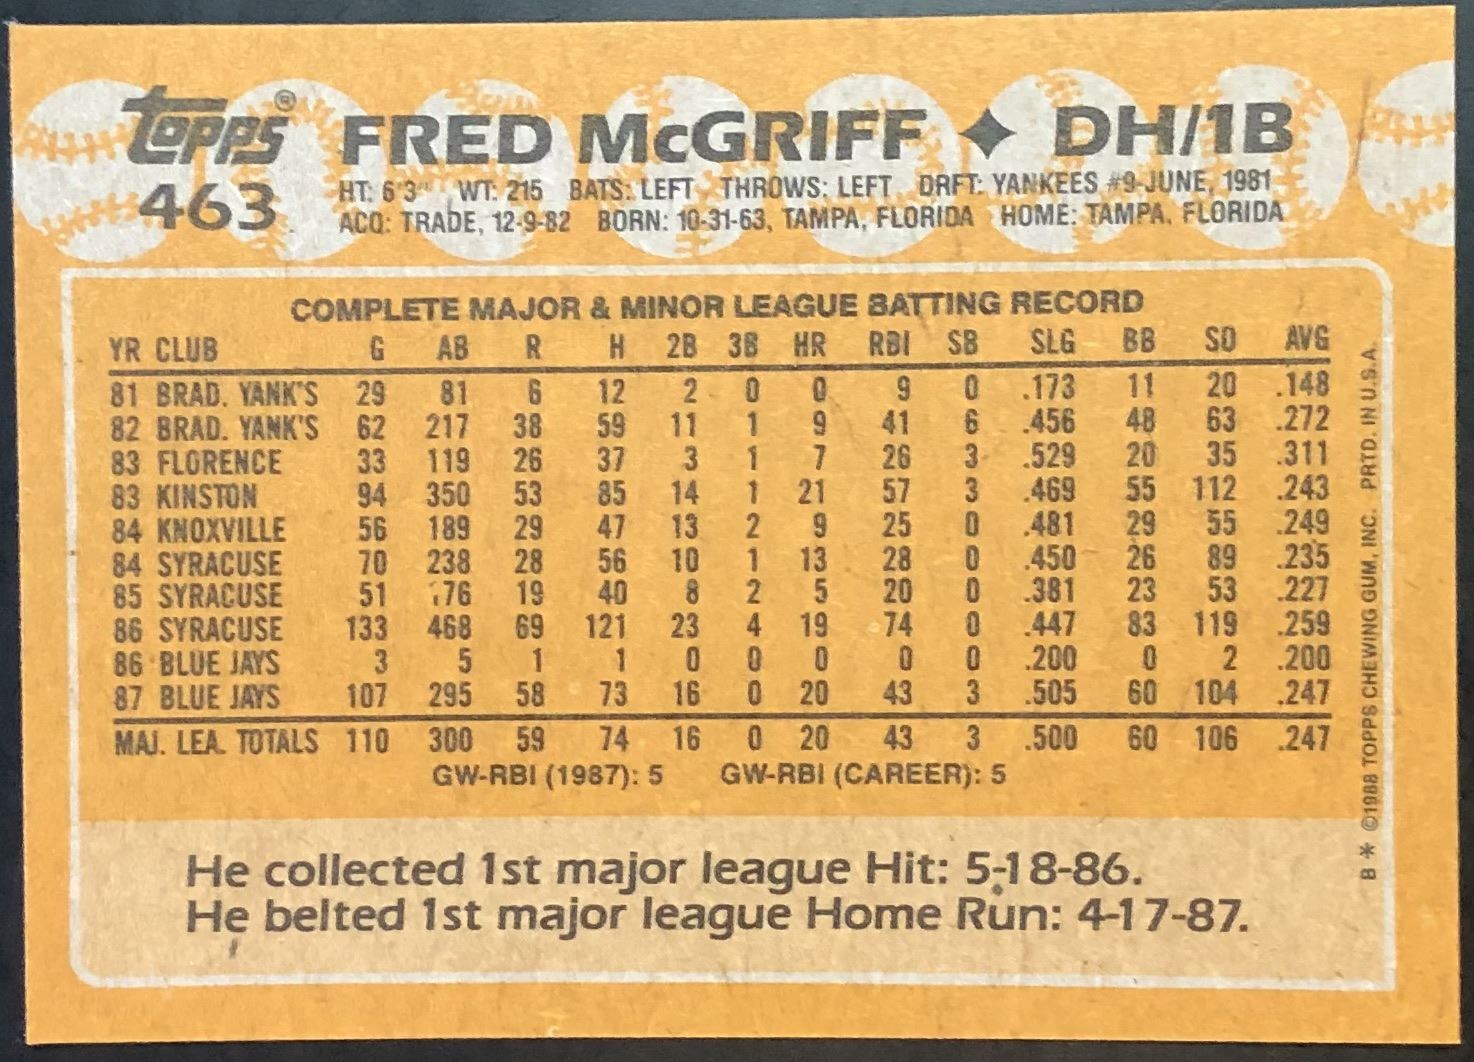 topps® FRED McGRIFF ✦ DH/1B
463 HT: 6'3" WT: 215 BATS: LEFT THROWS: LEFT DRFT: YANKEES #9-JUNE, 1981
ACQ: TRADE, 12-9-82 BORN: 10-31-63, TAMPA, FLORIDA HOME: TAMPA, FLORIDA
COMPLETE MAJOR & MINOR LEAGUE BATTING RECORD
YR CLUB G AB R H 2B 3B HR RBI SB SLG BB SO AVG
81 BRAD. YANK'S 29 81 6 12 2 0 0 9 0 .173 11 20 .148
82 BRAD. YANK'S 62 217 38 59 11 1 9 41 6 .456 48 63 .272
83 FLORENCE 33 119 26 37 3 1 7 26 3 .529 20 35 .311
83 KINSTON 94 350 53 85 14 1 21 57 3 .469 55 112 .243
84 KNOXVILLE 56 189 29 47 13 2 9 25 0 .481 29 55 .249
84 SYRACUSE 70 238 28 56 10 1 13 28 0 .450 26 89 .235
85 SYRACUSE 51 176 19 40 8 2 5 20 0 .381 23 53 .227
86 SYRACUSE 133 468 69 121 23 4 19 74 0 .447 83 119 .259
86 BLUE JAYS 3 5 1 1 0 0 0 0 0 .200 0 2 .200
87 BLUE JAYS 107 295 58 73 16 0 20 43 3 .505 60 104 .247
MAJ. LEA. TOTALS 110 300 59 74 16 0 20 43 3 .500 60 106 .247
GW-RBI (1987): 5 GW-RBI (CAREER): 5
He collected 1st major league Hit: 5-18-86.
He belted 1st major league Home Run: 4-17-87.
B * ©1988 TOPPS CHEWING GUM, INC. PRTD. IN U.S.A.